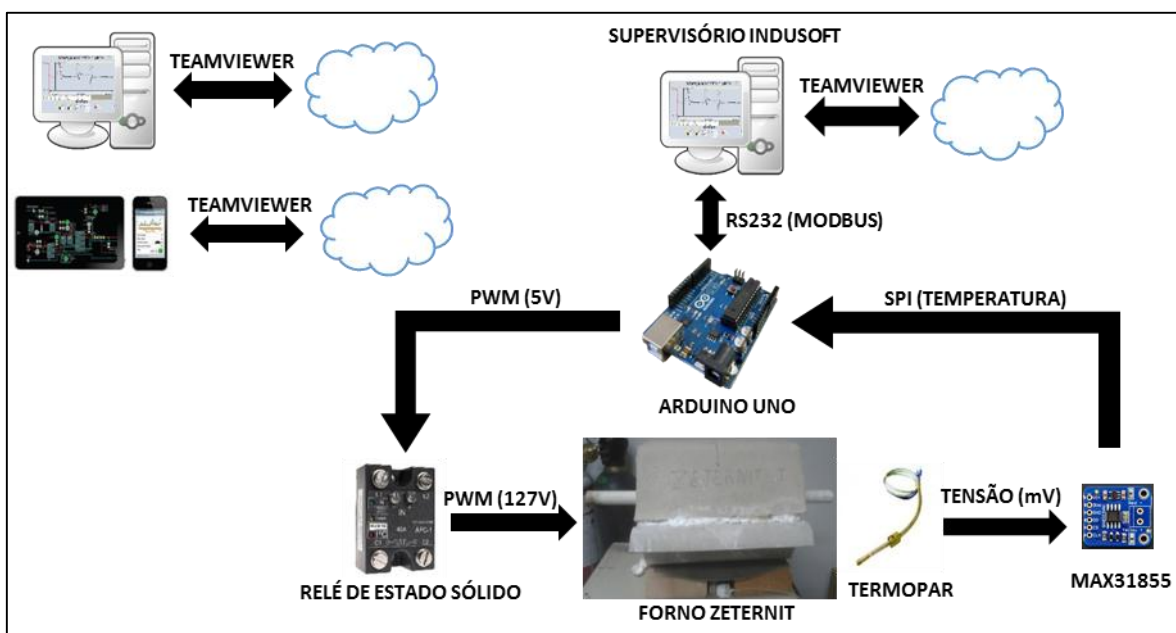 SUPERVISÓRIO INDUSOFT
TEAMVIEWER
TEAMVIEWER
TEAMVIEWER
RS232 (MODBUS)
PWM (5V)
SPI (TEMPERATURA)
ARDUINO UNO
PWM (127V)
ZETERNIT
TENSÃO (mV)
RELÉ DE ESTADO SÓLIDO
FORNO ZETERNIT
TERMOPAR
MAX31855